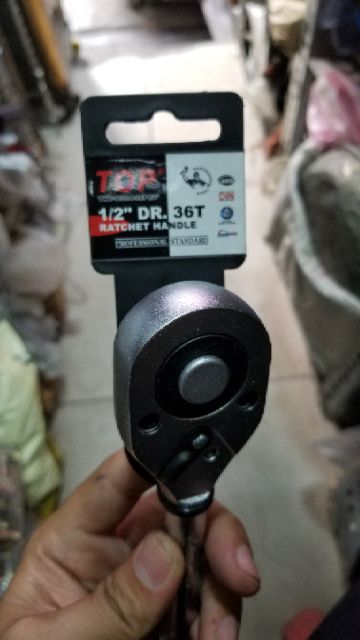 TOP
1/2" DR. 36T
RATCHET HANDLE
PROFESSIONAL STANDARD
DIN